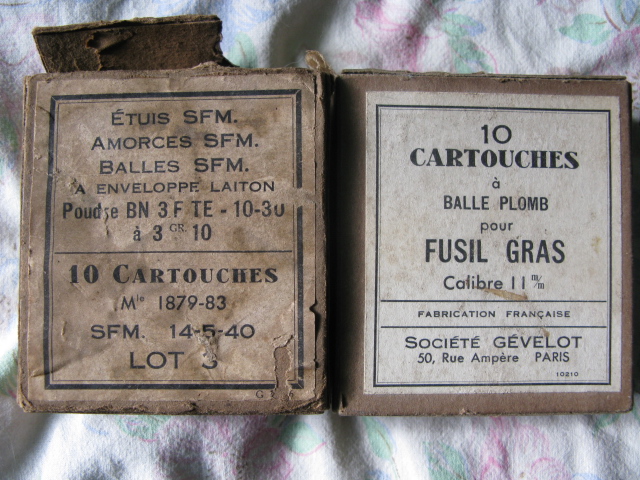 ÉTUIS SFM.
AMORCES SFM.
BALLES SFM.
A ENVELOPPE LAITON
Poudre BN 3 F TE - 10-30
à 3 GR. 10
10 CARTOUCHES
Mle 1879-83
SFM. 14-5-40
LOT 3
10
CARTOUCHES
à
BALLE PLOMB
pour
FUSIL GRAS
Calibre 11 m/m
FABRICATION FRANÇAISE
SOCIÉTÉ GÉVELOT
50, Rue Ampère PARIS
10210